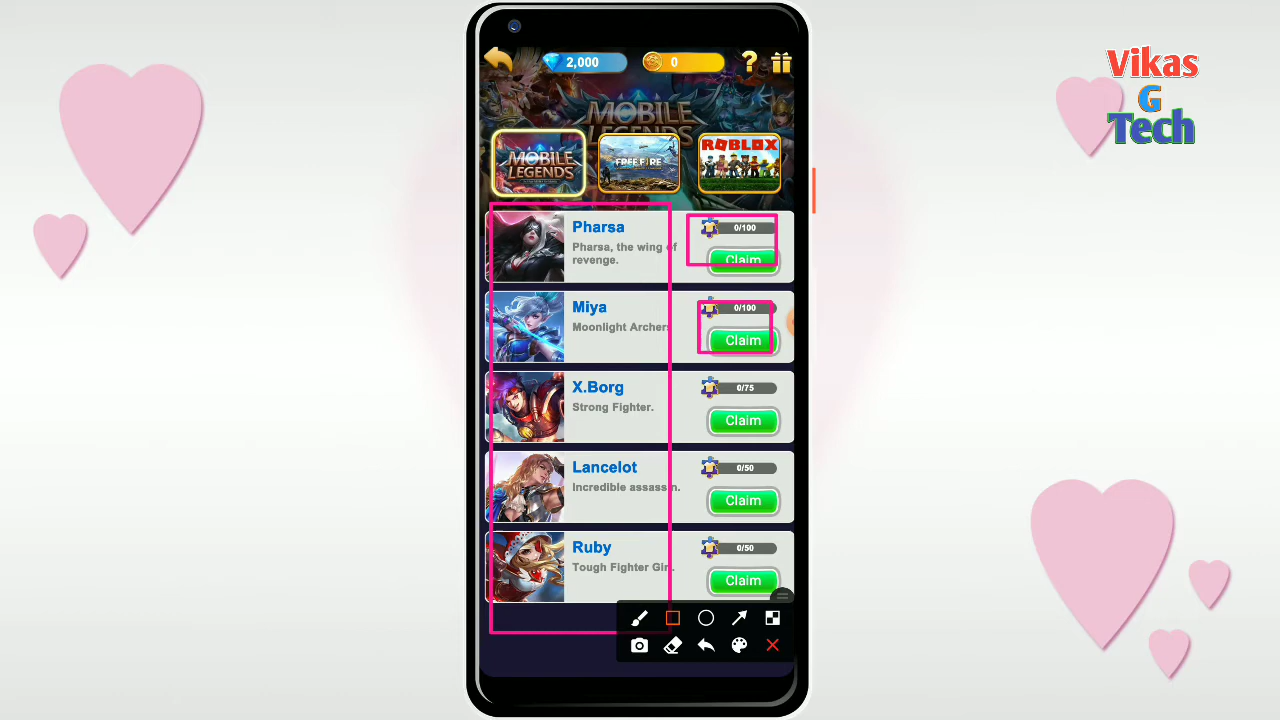 2,000
0
?
MOBILE
LEGENDS
MOBILE
LEGENDS
FREE FIRE
ROBLOX
Pharsa
Pharsa, the wing of
revenge.
0/100
Claim
Miya
Moonlight Archers
0/100
Claim
X.Borg
Strong Fighter.
0/75
Claim
Lancelot
Incredible assassin.
0/50
Claim
Ruby
Tough Fighter Girl.
0/50
Claim
Vikas
G
Tech